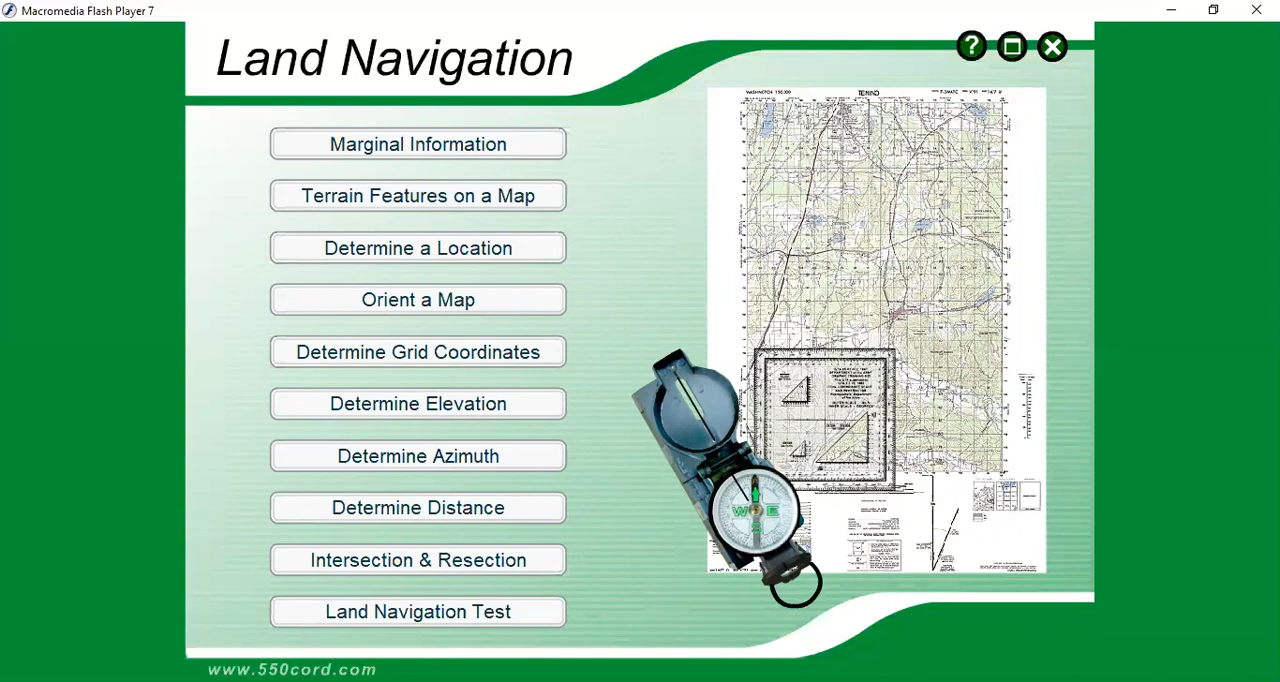 Macromedia Flash Player 7
Land Navigation
?
Marginal Information
Terrain Features on a Map
Determine a Location
Orient a Map
Determine Grid Coordinates
Determine Elevation
Determine Azimuth
Determine Distance
Intersection & Resection
Land Navigation Test
TENINO
W E
www.550cord.com